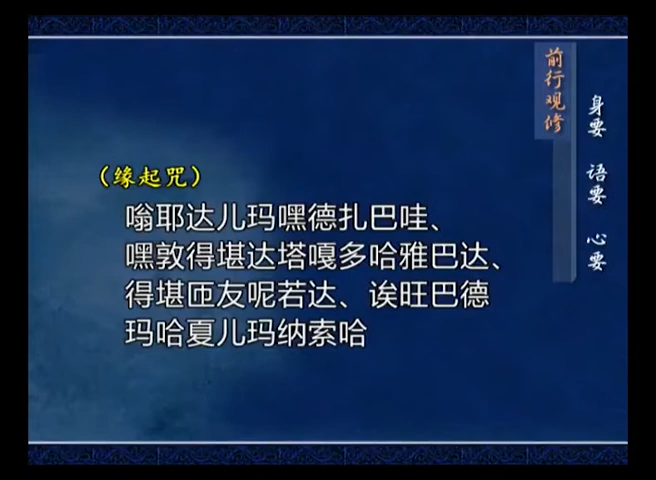 前行观修
身要 语要 心要
（缘起咒）
嗡耶达儿玛嘿德扎巴哇、
嘿敦得堪达塔嘎多哈雅巴达、
得堪匝友呢若达、诶旺巴德
玛哈夏儿玛纳索哈